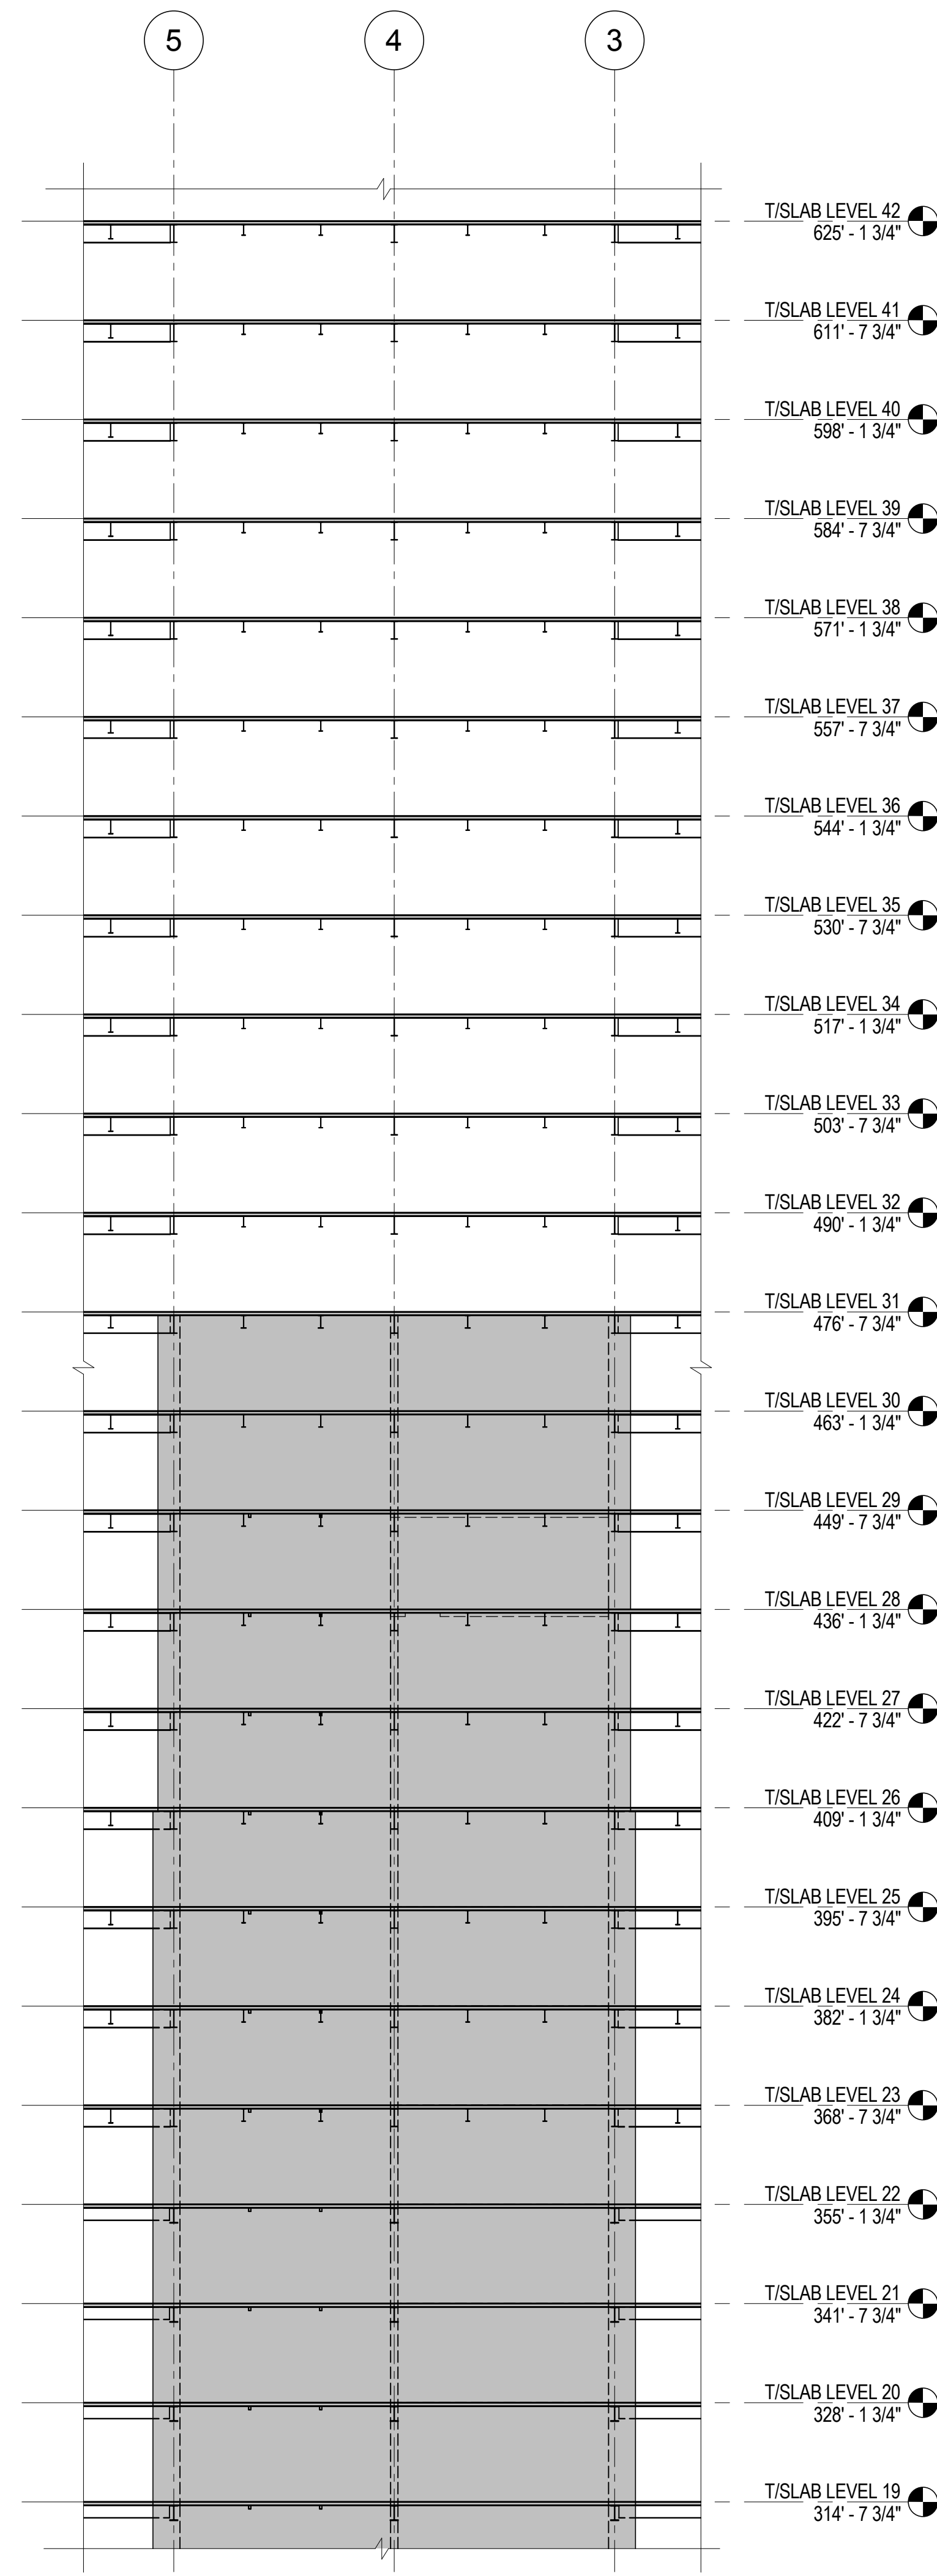 5 4 3
T/SLAB LEVEL 42
625' - 1 3/4"
T/SLAB LEVEL 41
611' - 7 3/4"
T/SLAB LEVEL 40
598' - 1 3/4"
T/SLAB LEVEL 39
584' - 7 3/4"
T/SLAB LEVEL 38
571' - 1 3/4"
T/SLAB LEVEL 37
557' - 7 3/4"
T/SLAB LEVEL 36
544' - 1 3/4"
T/SLAB LEVEL 35
530' - 7 3/4"
T/SLAB LEVEL 34
517' - 1 3/4"
T/SLAB LEVEL 33
503' - 7 3/4"
T/SLAB LEVEL 32
490' - 1 3/4"
T/SLAB LEVEL 31
476' - 7 3/4"
T/SLAB LEVEL 30
463' - 1 3/4"
T/SLAB LEVEL 29
449' - 7 3/4"
T/SLAB LEVEL 28
436' - 1 3/4"
T/SLAB LEVEL 27
422' - 7 3/4"
T/SLAB LEVEL 26
409' - 1 3/4"
T/SLAB LEVEL 25
395' - 7 3/4"
T/SLAB LEVEL 24
382' - 1 3/4"
T/SLAB LEVEL 23
368' - 7 3/4"
T/SLAB LEVEL 22
355' - 1 3/4"
T/SLAB LEVEL 21
341' - 7 3/4"
T/SLAB LEVEL 20
328' - 1 3/4"
T/SLAB LEVEL 19
314' - 7 3/4"